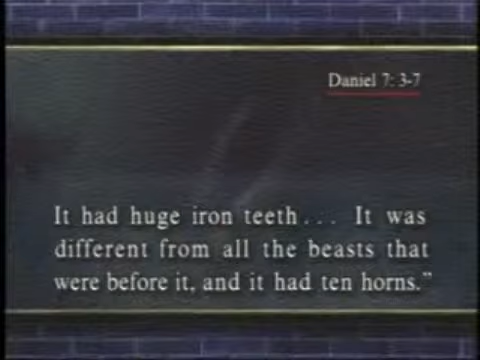 Daniel 7: 3-7
It had huge iron teeth . . . It was
different from all the beasts that
were before it, and it had ten horns.”